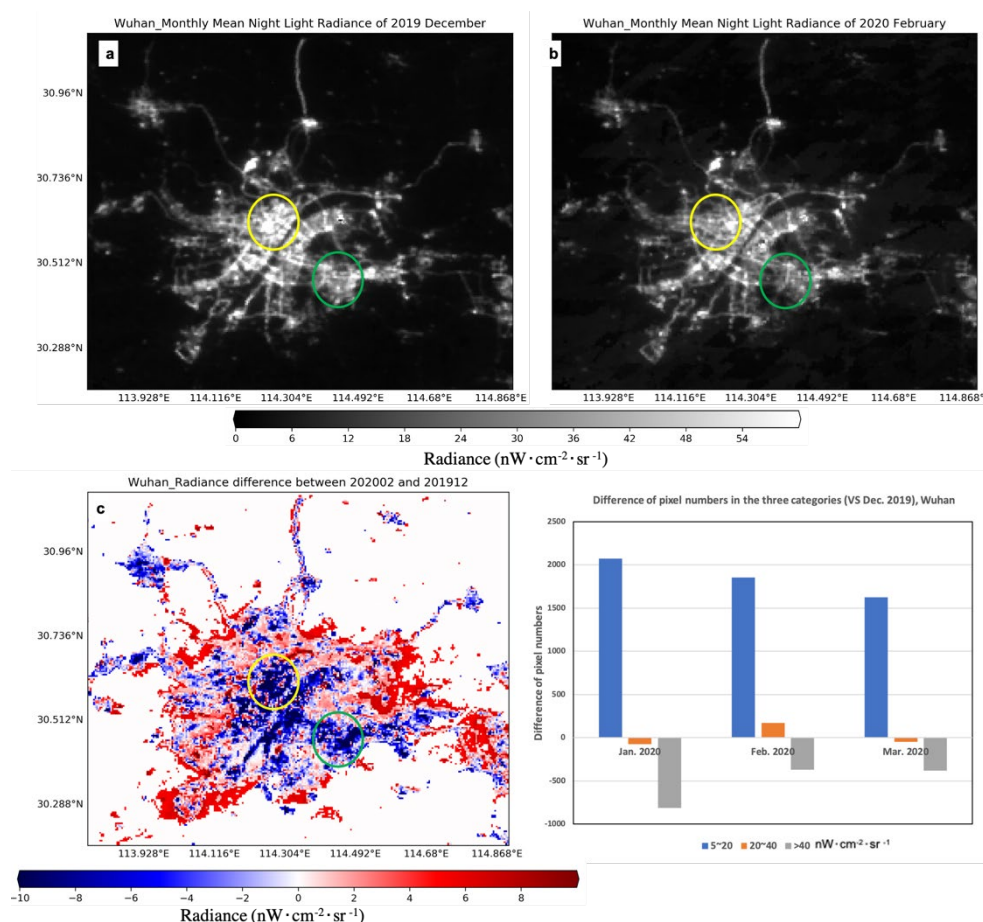 Wuhan_Monthly Mean Night Light Radiance of 2019 December
a
30.96°N
30.736°N
30.512°N
30.288°N
113.928°E 114.116°E 114.304°E 114.492°E 114.68°E 114.868°E
Wuhan_Monthly Mean Night Light Radiance of 2020 February
b
113.928°E 114.116°E 114.304°E 114.492°E 114.68°E 114.868°E
0 6 12 18 24 30 36 42 48 54
Radiance (nW·cm-2·sr-1)
Wuhan_Radiance difference between 202002 and 201912
c
30.96°N
30.736°N
30.512°N
30.288°N
113.928°E 114.116°E 114.304°E 114.492°E 114.68°E 114.868°E
−10 −8 −6 −4 −2 0 2 4 6 8
Radiance (nW·cm-2·sr-1)
Difference of pixel numbers in the three categories (VS Dec. 2019), Wuhan
Difference of pixel numbers
2500
2000
1500
1000
500
0
-500
-1000
Jan. 2020 Feb. 2020 Mar. 2020
5~20 20~40 >40 nW·cm-2·sr-1